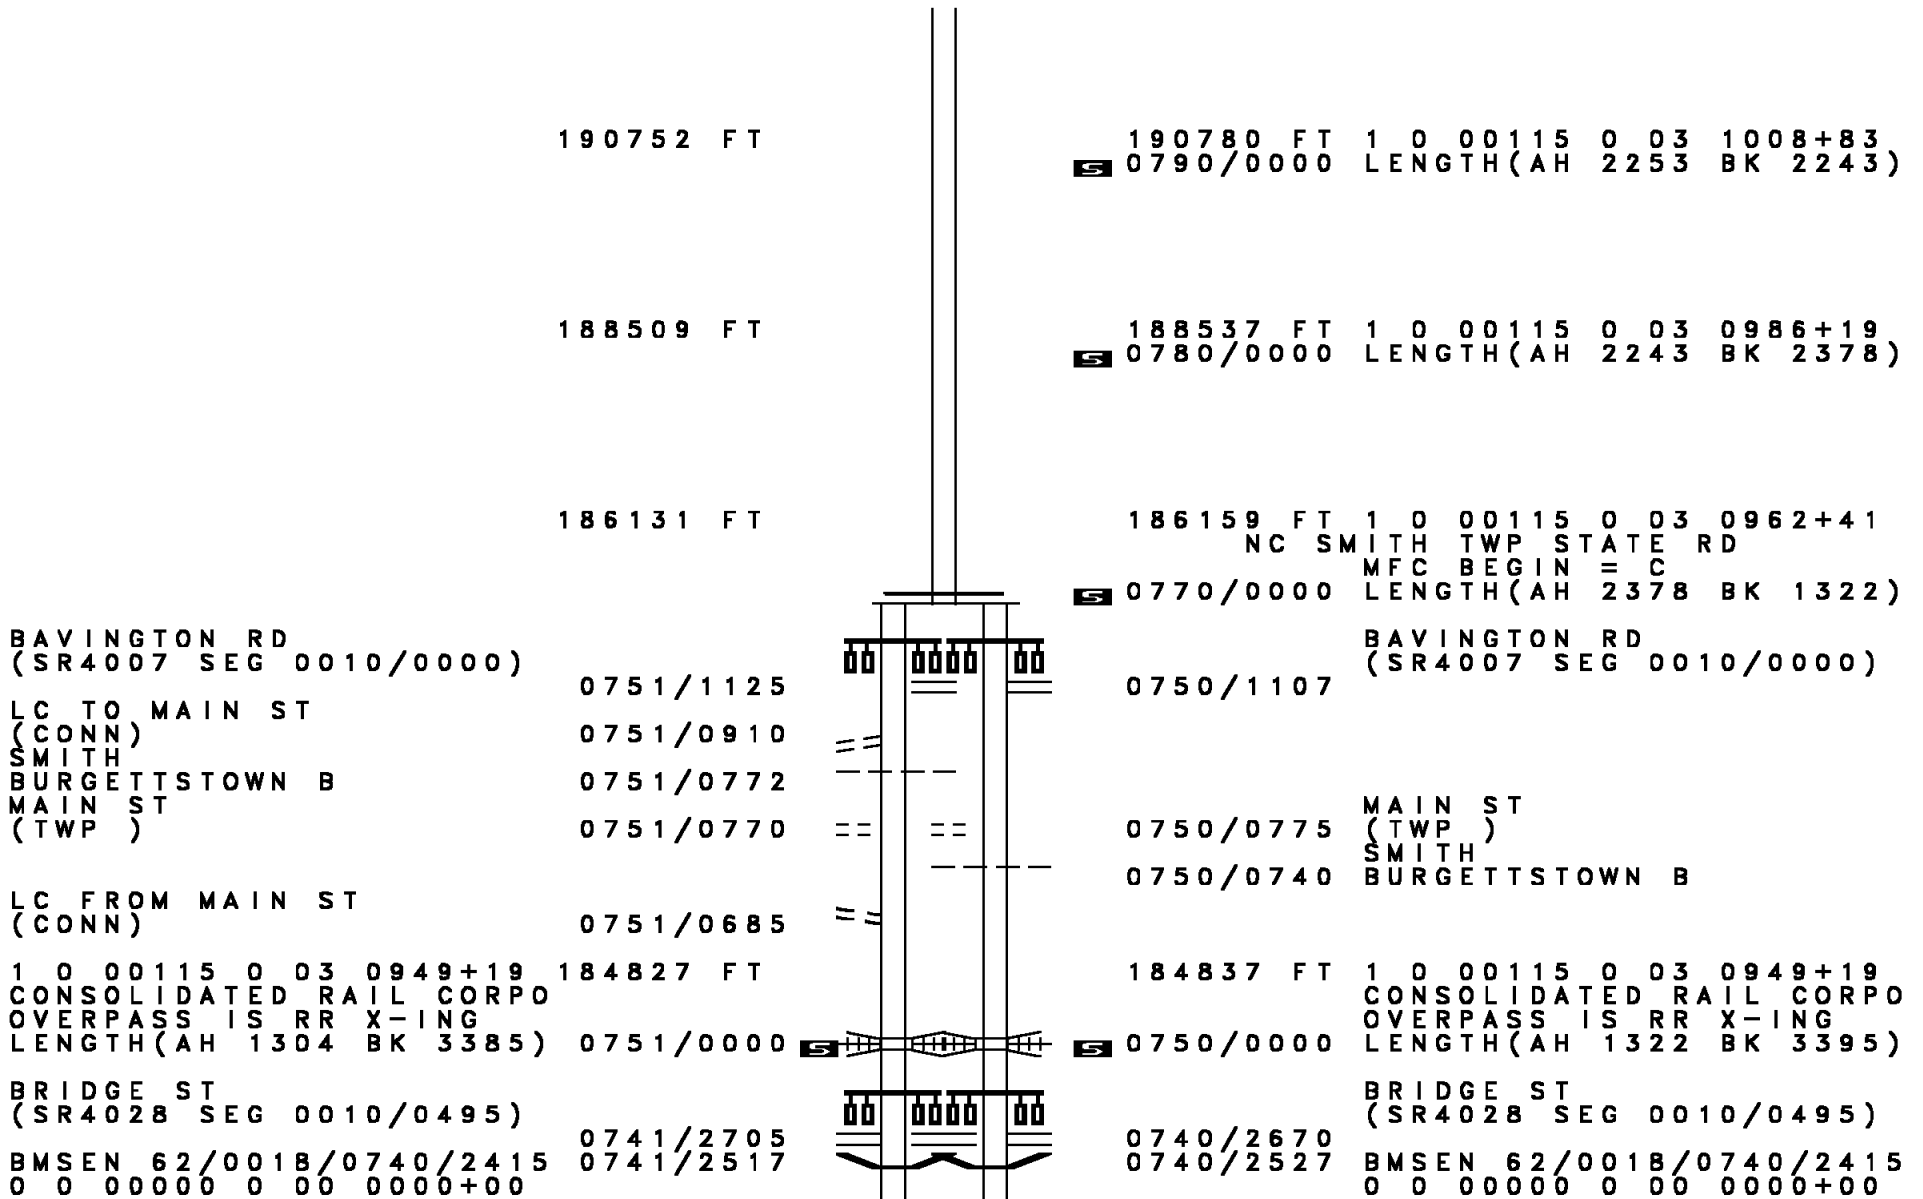 190752 FT 190780 FT 1 0 00115 0 03 1008+83
S 0790/0000 LENGTH(AH 2253 BK 2243)
188509 FT 188537 FT 1 0 00115 0 03 0986+19
S 0780/0000 LENGTH(AH 2243 BK 2378)
186131 FT 186159 FT 1 0 00115 0 03 0962+41
NC SMITH TWP STATE RD
MFC BEGIN = C
S 0770/0000 LENGTH(AH 2378 BK 1322)
BAVINGTON RD BAVINGTON RD
(SR4007 SEG 0010/0000) (SR4007 SEG 0010/0000)
0751/1125 0750/1107
LC TO MAIN ST
(CONN) 0751/0910
SMITH
BURGETTSTOWN B 0751/0772
MAIN ST MAIN ST
(TWP ) 0751/0770 0750/0775 (TWP )
SMITH
0750/0740 BURGETTSTOWN B
LC FROM MAIN ST
(CONN) 0751/0685
1 0 00115 0 03 0949+19 184827 FT 184837 FT 1 0 00115 0 03 0949+19
CONSOLIDATED RAIL CORPO CONSOLIDATED RAIL CORPO
OVERPASS IS RR X-ING OVERPASS IS RR X-ING
LENGTH(AH 1304 BK 3385) 0751/0000 S S 0750/0000 LENGTH(AH 1322 BK 3395)
BRIDGE ST BRIDGE ST
(SR4028 SEG 0010/0495) (SR4028 SEG 0010/0495)
0741/2705 0740/2670
BMSEN 62/0018/0740/2415 0741/2517 0740/2527 BMSEN 62/0018/0740/2415
0 0 00000 0 00 0000+00 0 0 00000 0 00 0000+00